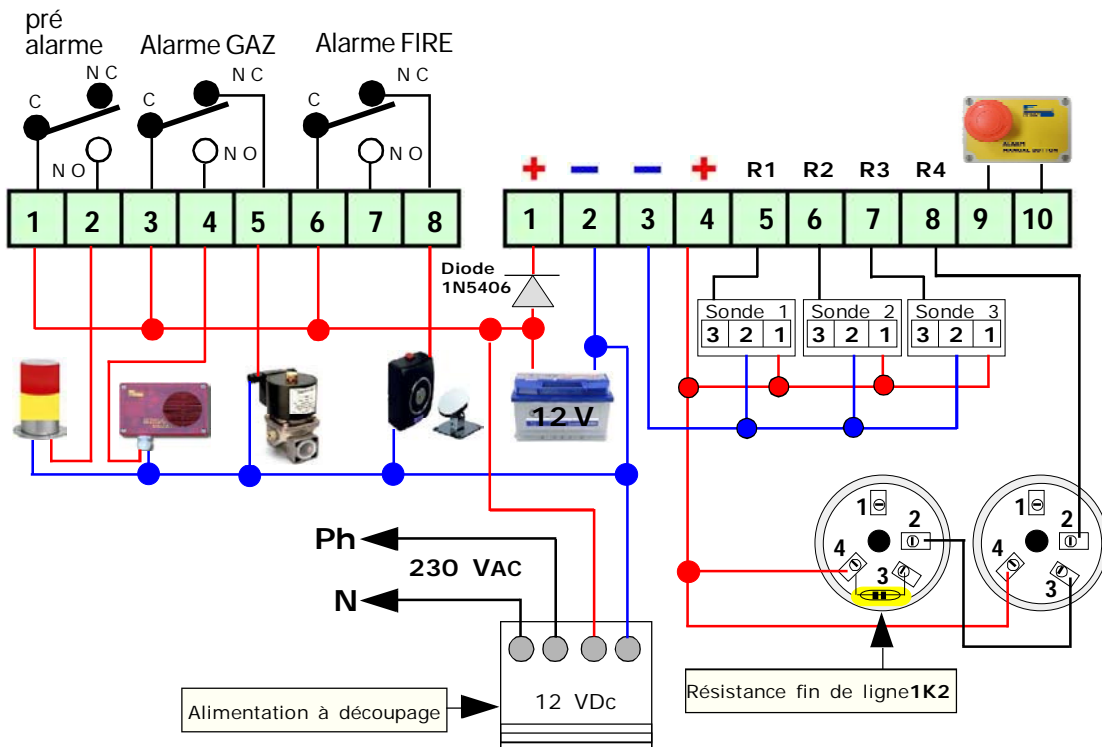 pré
alarme
Alarme GAZ
Alarme FIRE
N C
N C
N C
C
C
C
N O
N O
N O
ALARM
MANUAL BUTTON
+ − − + R1 R2 R3 R4
1 2 3 4 5 6 7 8
1 2 3 4 5 6 7 8 9 10
Diode
1N5406
Sonde 1
3 2 1
Sonde 2
3 2 1
Sonde 3
3 2 1
12 V
1
2
4
3
1
2
4
3
Ph
230 VAC
N
12 VDc
Alimentation à découpage
Résistance fin de ligne1K2